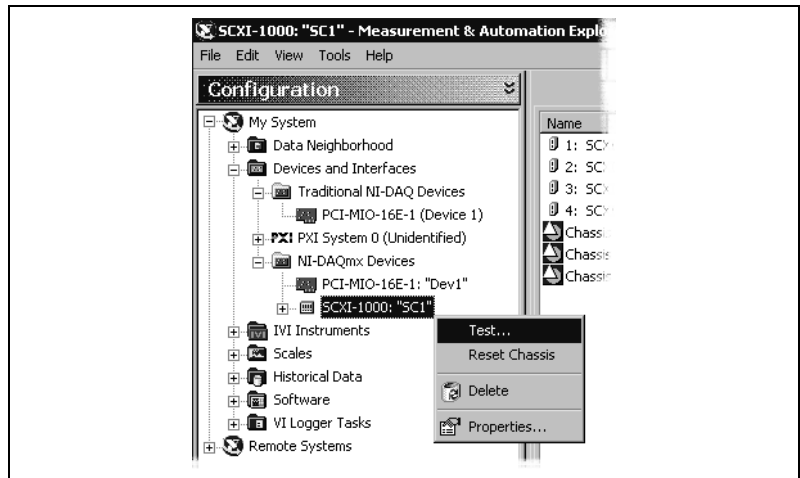 SCXI-1000: "SC1" - Measurement & Automation Explo
File Edit View Tools Help
Configuration
My System
Data Neighborhood
Devices and Interfaces
Traditional NI-DAQ Devices
PCI-MIO-16E-1 (Device 1)
PXI PXI System 0 (Unidentified)
NI-DAQmx Devices
PCI-MIO-16E-1: "Dev1"
SCXI-1000: "SC1"
IVI IVI Instruments
Scales
Historical Data
Software
VI Logger Tasks
Remote Systems
Name
1: SCX
2: SC
3: SC
4: SC
Chassis
Chassis
Chassis
Test...
Reset Chassis
Delete
Properties...